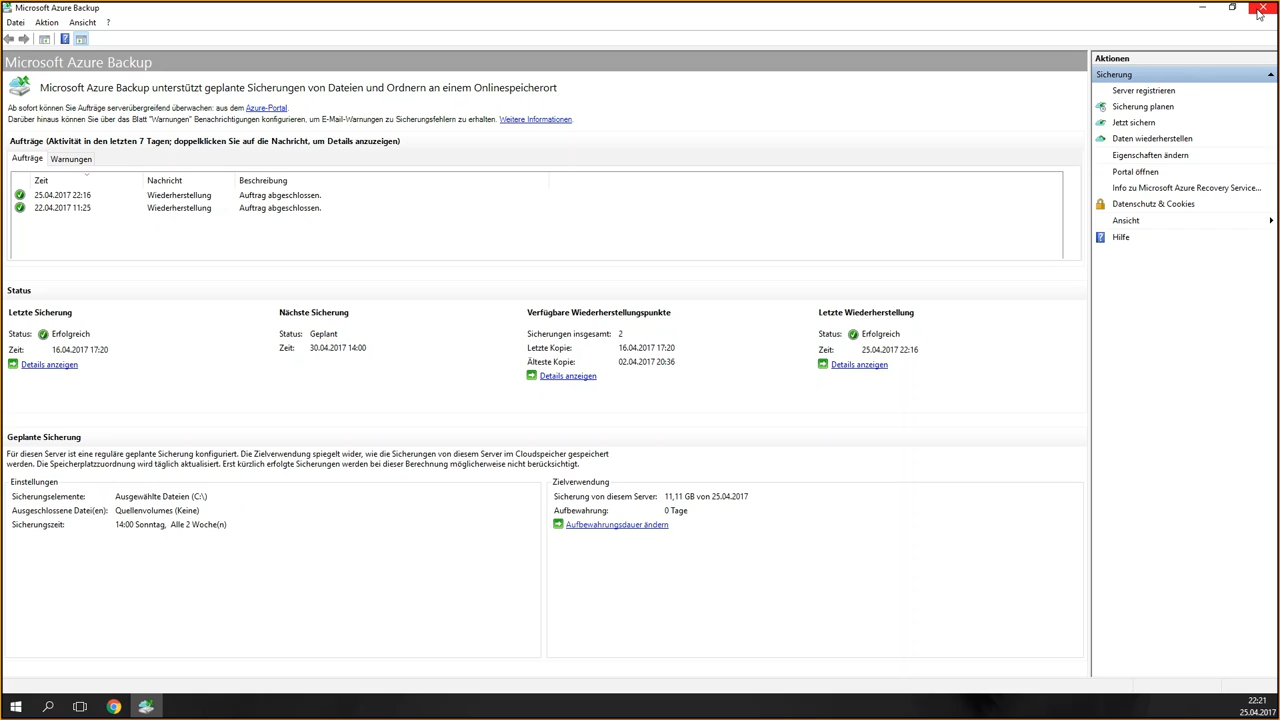 Microsoft Azure Backup
Datei Aktion Ansicht ?
Microsoft Azure Backup
Microsoft Azure Backup unterstützt geplante Sicherungen von Dateien und Ordnern an einem Onlinespeicherort
Ab sofort können Sie Aufträge serverübergreifend überwachen: aus dem Azure-Portal.
Darüber hinaus können Sie über das Blatt "Warnungen" Benachrichtigungen konfigurieren, um E-Mail-Warnungen zu Sicherungsfehlern zu erhalten. Weitere Informationen.
Aufträge (Aktivität in den letzten 7 Tagen; doppelklicken Sie auf die Nachricht, um Details anzuzeigen)
Aufträge Warnungen
Zeit Nachricht Beschreibung
25.04.2017 22:16 Wiederherstellung Auftrag abgeschlossen.
22.04.2017 11:25 Wiederherstellung Auftrag abgeschlossen.
Status
Letzte Sicherung
Status: Erfolgreich
Zeit: 16.04.2017 17:20
Details anzeigen
Nächste Sicherung
Status: Geplant
Zeit: 30.04.2017 14:00
Verfügbare Wiederherstellungspunkte
Sicherungen insgesamt: 2
Letzte Kopie: 16.04.2017 17:20
Älteste Kopie: 02.04.2017 20:36
Details anzeigen
Letzte Wiederherstellung
Status: Erfolgreich
Zeit: 25.04.2017 22:16
Details anzeigen
Geplante Sicherung
Für diesen Server ist eine reguläre geplante Sicherung konfiguriert. Die Zielverwendung spiegelt wider, wie die Sicherungen von diesem Server im Cloudspeicher gespeichert
werden. Die Speicherplatzzuordnung wird täglich aktualisiert. Erst kürzlich erfolgte Sicherungen werden bei dieser Berechnung möglicherweise nicht berücksichtigt.
Einstellungen
Sicherungselemente: Ausgewählte Dateien (C:\)
Ausgeschlossene Datei(en): Quellenvolumes (Keine)
Sicherungszeit: 14:00 Sonntag, Alle 2 Woche(n)
Zielverwendung
Sicherung von diesem Server: 11,11 GB von 25.04.2017
Aufbewahrung: 0 Tage
Aufbewahrungsdauer ändern
Aktionen
Sicherung
Server registrieren
Sicherung planen
Jetzt sichern
Daten wiederherstellen
Eigenschaften ändern
Portal öffnen
Info zu Microsoft Azure Recovery Service...
Datenschutz & Cookies
Ansicht
Hilfe
22:21
25.04.2017